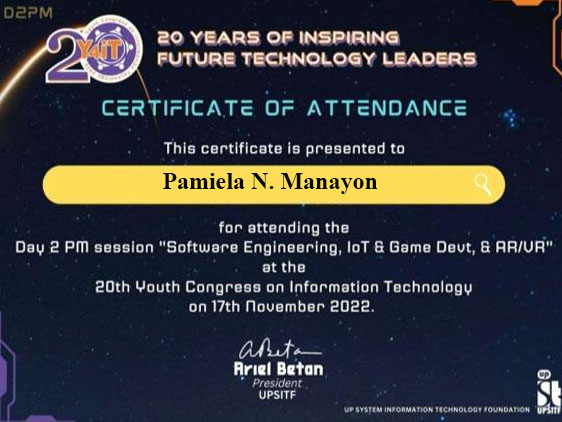 D2PM
20 Y4iT
20 YEARS OF INSPIRING
FUTURE TECHNOLOGY LEADERS
CERTIFICATE OF ATTENDANCE
This certificate is presented to
Pamiela N. Manayon
for attending the
Day 2 PM session "Software Engineering, IoT & Game Devt, & AR/VR"
at the
20th Youth Congress on Information Technology
on 17th November 2022.
ABetan
Ariel Betan
President
UPSITF
UP SYSTEM INFORMATION TECHNOLOGY FOUNDATION
up
UPSITF